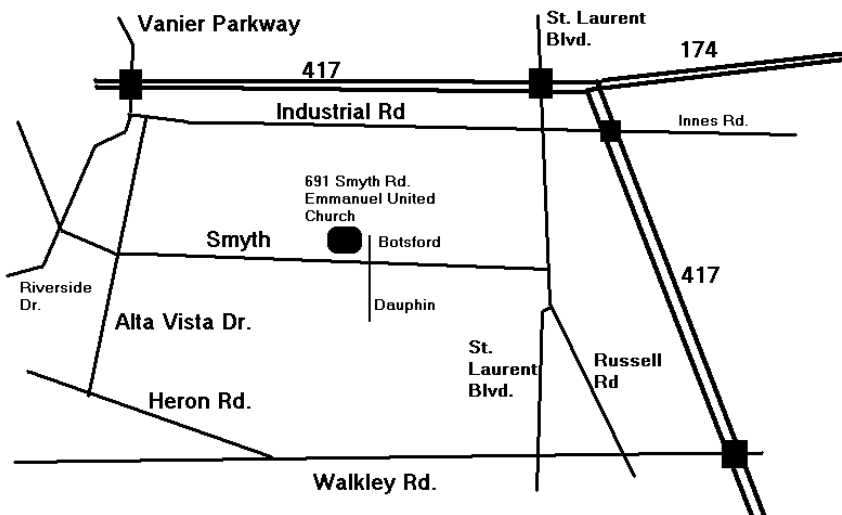 Vanier Parkway
St. Laurent
Blvd.
417
174
Industrial Rd
Innes Rd.
691 Smyth Rd.
Emmanuel United
Church
Smyth
Botsford
417
Riverside
Dr.
Dauphin
Alta Vista Dr.
St.
Laurent
Blvd.
Russell
Rd
Heron Rd.
Walkley Rd.